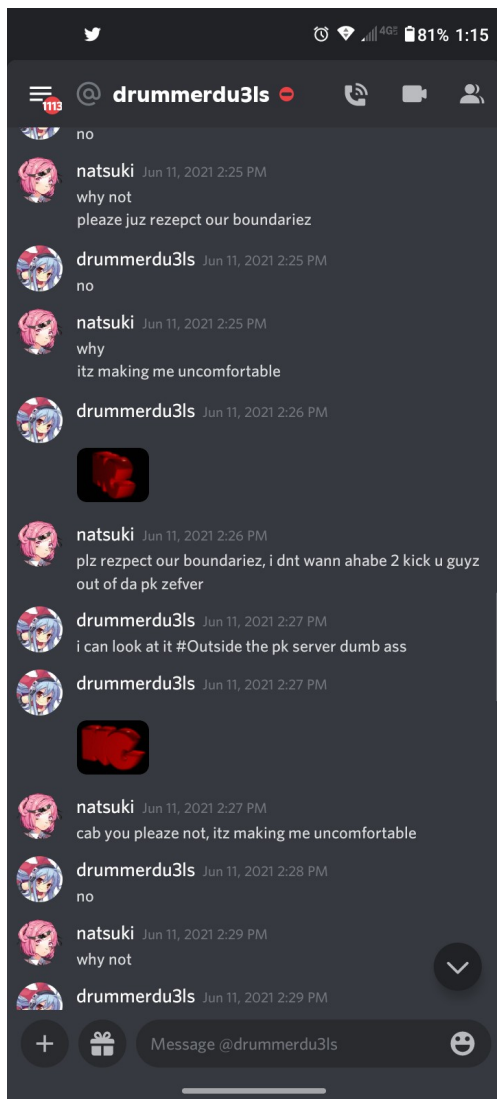 4GE 81% 1:15
1113
@ drummerdu3ls
no
natsuki Jun 11, 2021 2:25 PM
why not
pleaze juz rezepct our boundariez
drummerdu3ls Jun 11, 2021 2:25 PM
no
natsuki Jun 11, 2021 2:25 PM
why
itz making me uncomfortable
drummerdu3ls Jun 11, 2021 2:26 PM
natsuki Jun 11, 2021 2:26 PM
plz rezpect our boundariez, i dnt wann ahabe 2 kick u guyz
out of da pk zefver
drummerdu3ls Jun 11, 2021 2:27 PM
i can look at it #Outside the pk server dumb ass
drummerdu3ls Jun 11, 2021 2:27 PM
natsuki Jun 11, 2021 2:27 PM
cab you pleaze not, itz making me uncomfortable
drummerdu3ls Jun 11, 2021 2:28 PM
no
natsuki Jun 11, 2021 2:29 PM
why not
drummerdu3ls Jun 11, 2021 2:29 PM
Message @drummerdu3ls